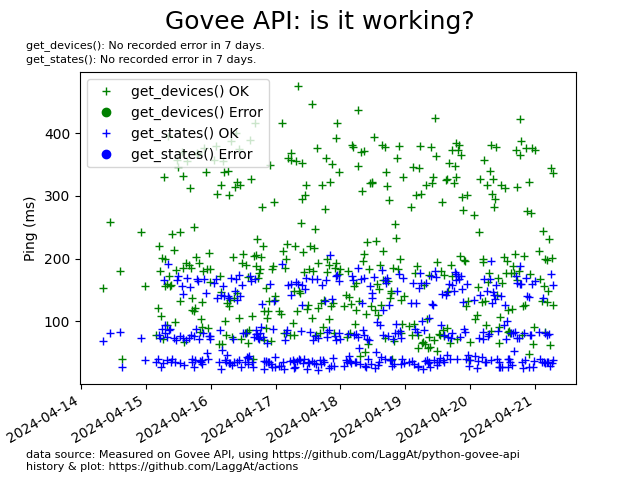 Govee API: is it working?
get_devices(): No recorded error in 7 days.
get_states(): No recorded error in 7 days.
get_devices() OK
get_devices() Error
get_states() OK
get_states() Error
Ping (ms)
400
300
200
100
2024-04-14
2024-04-15
2024-04-16
2024-04-17
2024-04-18
2024-04-19
2024-04-20
2024-04-21
data source: Measured on Govee API, using https://github.com/LaggAt/python-govee-api
history & plot: https://github.com/LaggAt/actions